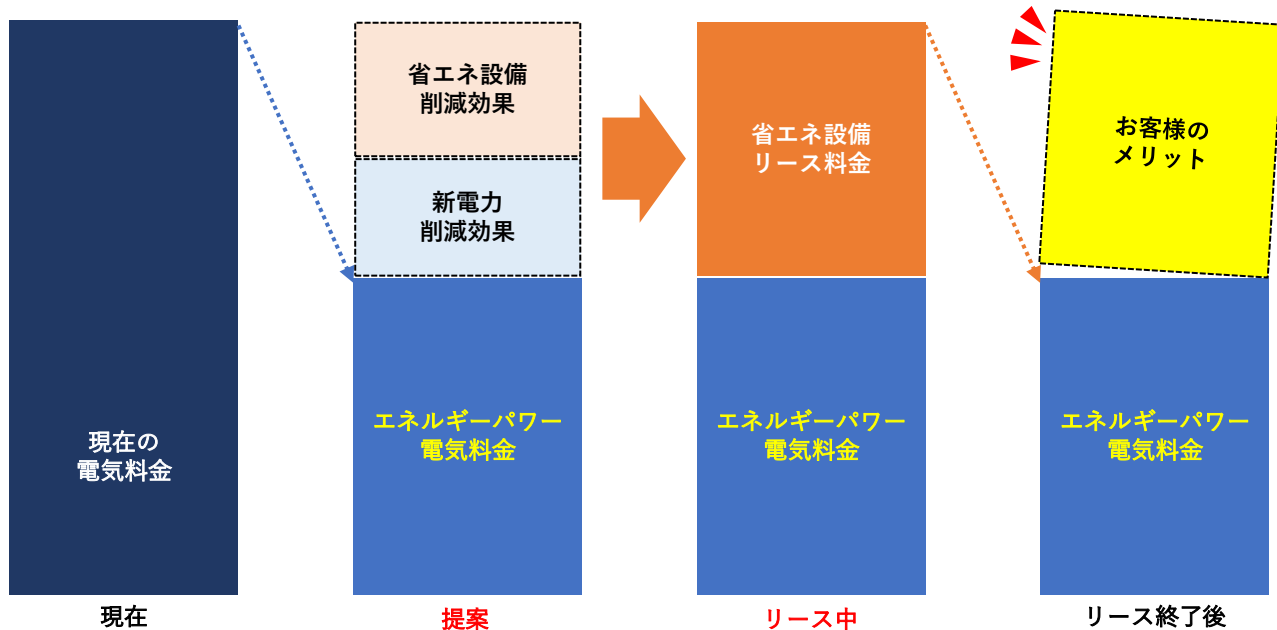 現在の
電気料金
現在
省エネ設備
削減効果
新電力
削減効果
エネルギーパワー
電気料金
提案
省エネ設備
リース料金
エネルギーパワー
電気料金
リース中
お客様の
メリット
エネルギーパワー
電気料金
リース終了後